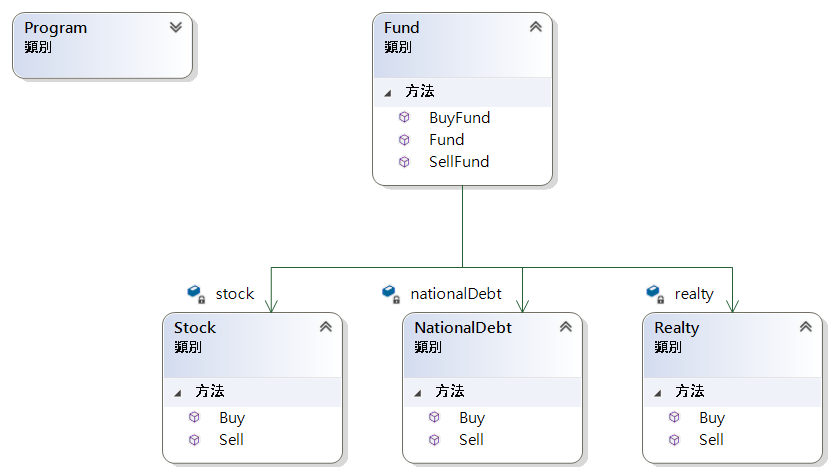 Program
類別
Fund
類別
方法
BuyFund
Fund
SellFund
stock
nationalDebt
realty
Stock
類別
方法
Buy
Sell
NationalDebt
類別
方法
Buy
Sell
Realty
類別
方法
Buy
Sell